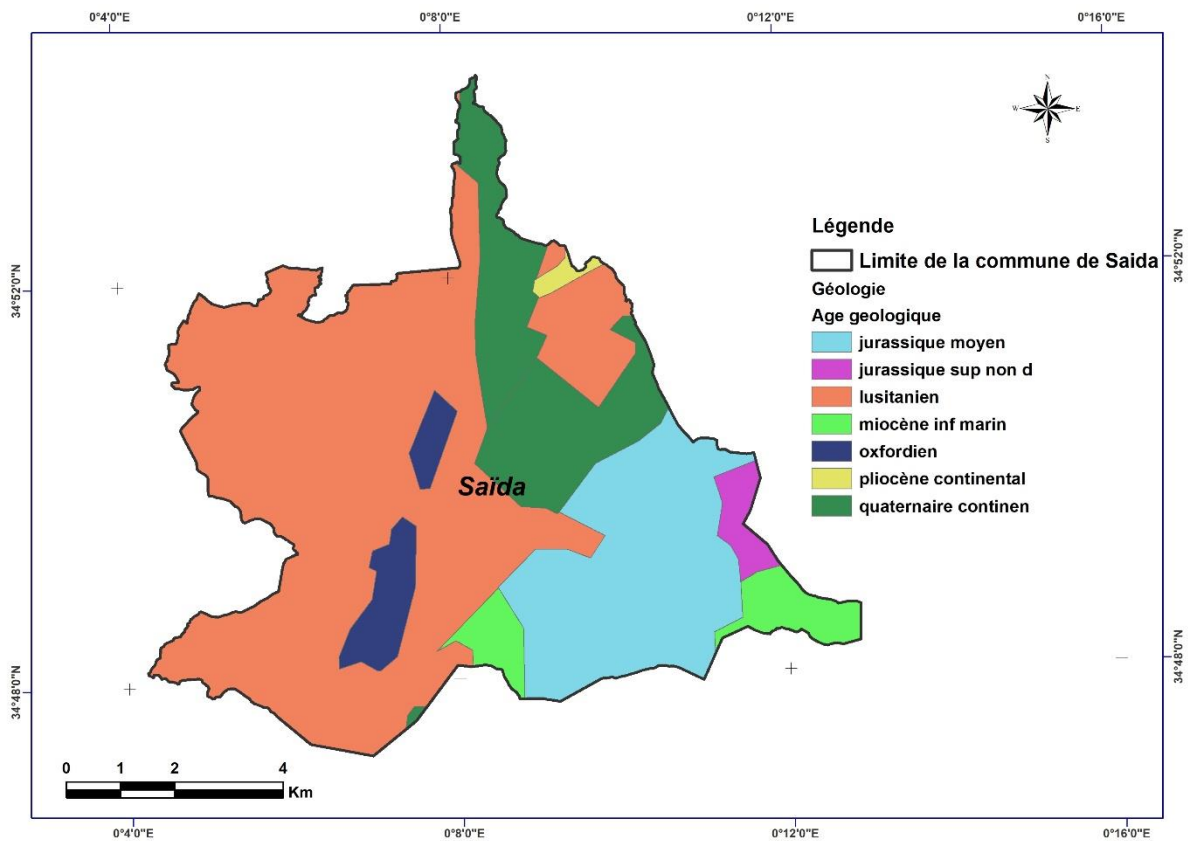 0°4'0"E 0°8'0"E 0°12'0"E 0°16'0"E
N
W E
S
Légende
Limite de la commune de Saida
Géologie
Age geologique
jurassique moyen
jurassique sup non d
lusitanien
miocène inf marin
oxfordien
pliocène continental
quaternaire continen
34°52'0"N
34°52'0"N
Saïda
34°48'0"N
34°48'0"N
0 1 2 4
Km
0°4'0"E 0°8'0"E 0°12'0"E 0°16'0"E